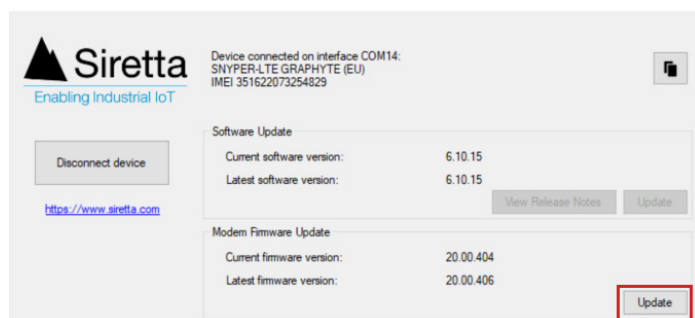 Siretta
Enabling Industrial IoT
Device connected on interface COM14:
SNYPER-LTE GRAPHYTE (EU)
IMEI 351622073254829
Disconnect device
https://www.siretta.com
Software Update
Current software version: 6.10.15
Latest software version: 6.10.15
View Release Notes Update
Modem Firmware Update
Current firmware version: 20.00.404
Latest firmware version: 20.00.406
Update